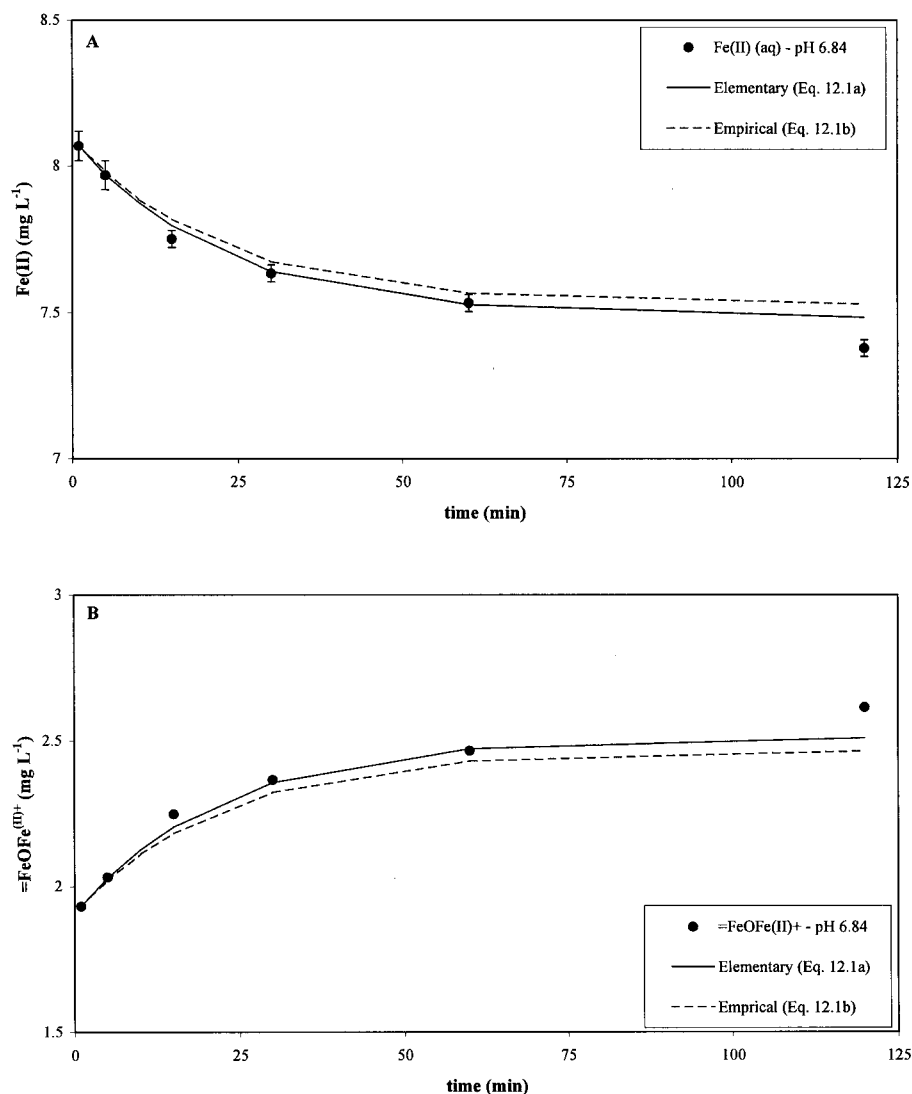 8.5
A
Fe(II) (aq) - pH 6.84
Elementary (Eq. 12.1a)
Empirical (Eq. 12.1b)
8
Fe(II) (mg L-1)
7.5
7
0 25 50 75 100 125
time (min)
3
B
2.5
=FeOFe(II)+ (mg L-1)
2
=FeOFe(II)+ - pH 6.84
Elementary (Eq. 12.1a)
Emprical (Eq. 12.1b)
1.5
0 25 50 75 100 125
time (min)